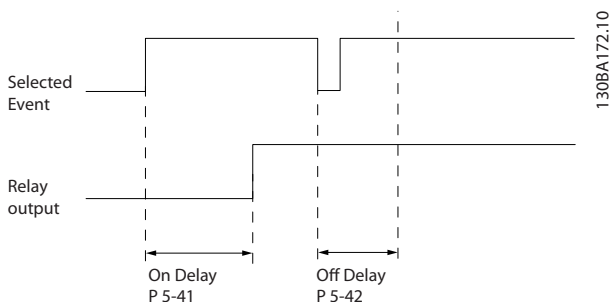 130BA172.10
Selected
Event
Relay
output
On Delay
P 5-41
Off Delay
P 5-42